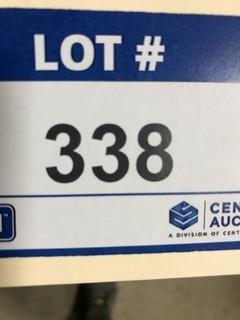 LOT #
338
CEN
AUC
A DIVISION OF CENT